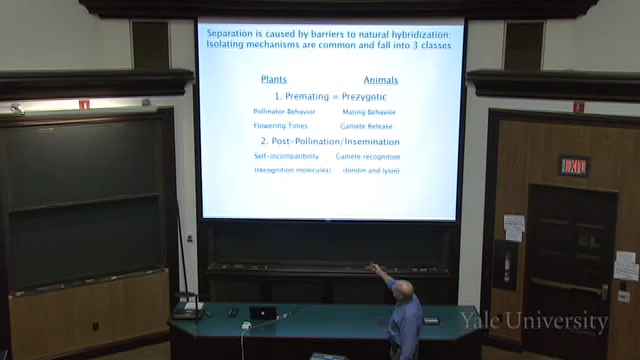 Separation is caused by barriers to natural hybridization:
Isolating mechanisms are common and fall into 3 classes
Plants Animals
1. Premating = Prezygotic
Pollinator Behavior Mating Behavior
Flowering Times Gamete Release
2. Post=Pollination/Insemination
Self-incompatibility Gamete recognition
(recognition molecules) (bindin and lysin)
EXIT
Yale University